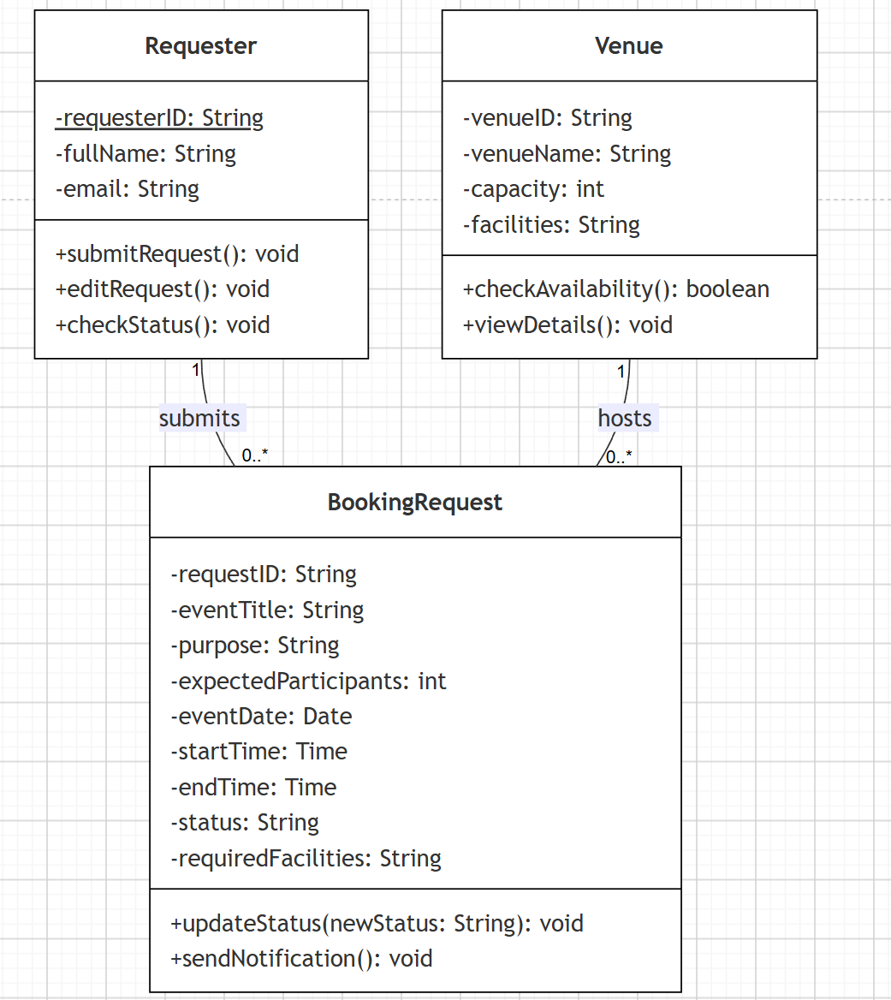 Requester
-requesterID: String
-fullName: String
-email: String
+submitRequest(): void
+editRequest(): void
+checkStatus(): void
Venue
-venueID: String
-venueName: String
-capacity: int
-facilities: String
+checkAvailability(): boolean
+viewDetails(): void
1
submits
0..*
1
hosts
0..*
BookingRequest
-requestID: String
-eventTitle: String
-purpose: String
-expectedParticipants: int
-eventDate: Date
-startTime: Time
-endTime: Time
-status: String
-requiredFacilities: String
+updateStatus(newStatus: String): void
+sendNotification(): void